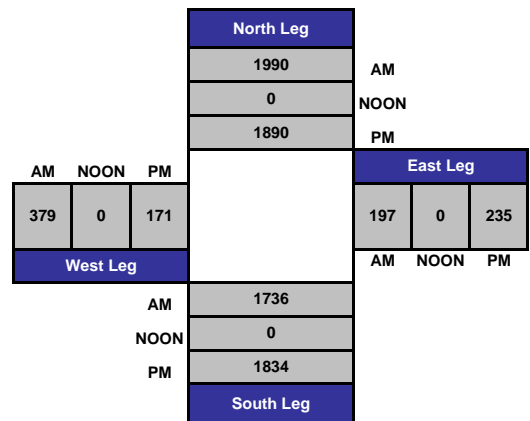 North Leg
1990 AM
0 NOON
1890 PM
AM NOON PM
East Leg
379 0 171
197 0 235
West Leg
AM NOON PM
AM 1736
NOON 0
PM 1834
South Leg